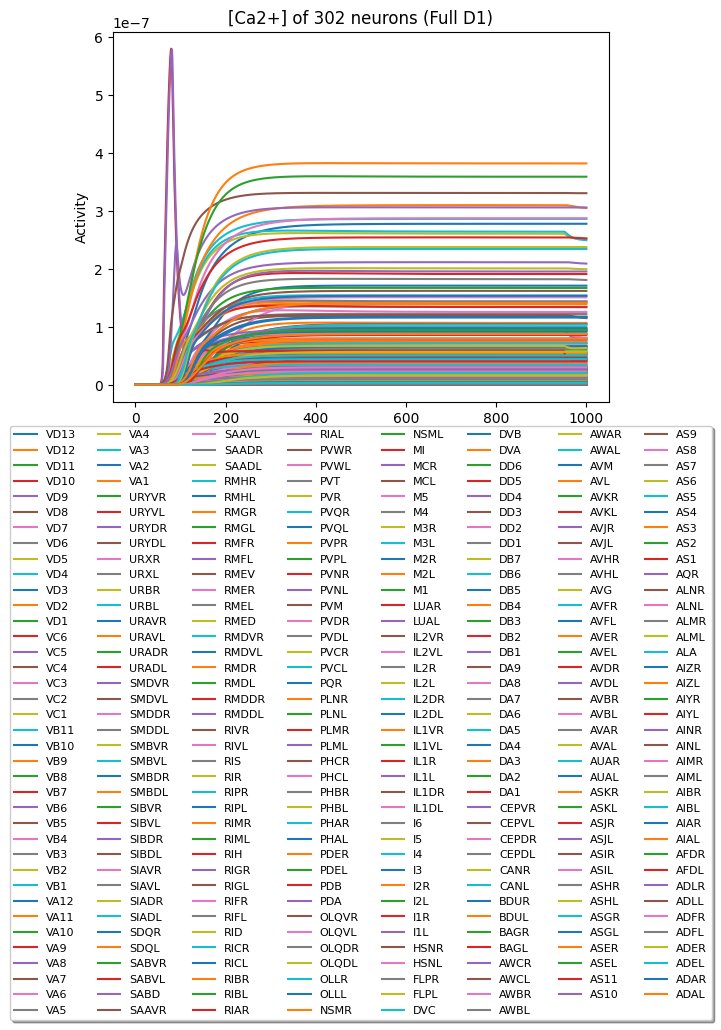 [Ca2+] of 302 neurons (Full D1)
1e−7
6
5
4
3
2
1
0
Activity
0 200 400 600 800 1000
VD13 VA4 SAAVL RIAL NSML DVB AWAR AS9
VD12 VA3 SAADR PVWR MI DVA AWAL AS8
VD11 VA2 SAADL PVWL MCR DD6 AVM AS7
VD10 VA1 RMHR PVT MCL DD5 AVL AS6
VD9 URYVR RMHL PVR M5 DD4 AVKR AS5
VD8 URYVL RMGR PVQR M4 DD3 AVKL AS4
VD7 URYDR RMGL PVQL M3R DD2 AVJR AS3
VD6 URYDL RMFR PVPR M3L DD1 AVJL AS2
VD5 URXR RMFL PVPL M2R DB7 AVHR AS1
VD4 URXL RMEV PVNR M2L DB6 AVHL AQR
VD3 URBR RMER PVNL M1 DB5 AVG ALNR
VD2 URBL RMEL PVM LUAR DB4 AVFR ALNL
VD1 URAVR RMED PVDR LUAL DB3 AVFL ALMR
VC6 URAVL RMDVR PVDL IL2VR DB2 AVER ALML
VC5 URADR RMDVL PVCR IL2VL DB1 AVEL ALA
VC4 URADL RMDR PVCL IL2R DA9 AVDR AIZR
VC3 SMDVR RMDL PQR IL2L DA8 AVDL AIZL
VC2 SMDVL RMDDR PLNR IL2DR DA7 AVBR AIYR
VC1 SMDDR RMDDL PLNL IL2DL DA6 AVBL AIYL
VB11 SMDDL RIVR PLMR IL1VR DA5 AVAR AINR
VB10 SMBVR RIVL PLML IL1VL DA4 AVAL AINL
VB9 SMBVL RIS PHCR IL1R DA3 AUAR AIMR
VB8 SMBDR RIR PHCL IL1L DA2 AUAL AIML
VB7 SMBDL RIPR PHBR IL1DR DA1 ASKR AIBR
VB6 SIBVR RIPL PHBL IL1DL CEPVR ASKL AIBL
VB5 SIBVL RIMR PHAR I6 CEPVL ASJR AIAR
VB4 SIBDR RIML PHAL I5 CEPDR ASJL AIAL
VB3 SIBDL RIH PDER I4 CEPDL ASIR AFDR
VB2 SIAVR RIGR PDEL I3 CANR ASIL AFDL
VB1 SIAVL RIGL PDB I2R CANL ASHR ADLR
VA12 SIADR RIFR PDA I2L BDUR ASHL ADLL
VA11 SIADL RIFL OLQVR I1R BDUL ASGR ADFR
VA10 SDQR RID OLQVL I1L BAGR ASGL ADFL
VA9 SDQL RICR OLQDR HSNR BAGL ASER ADER
VA8 SABVR RICL OLQDL HSNL AWCR ASEL ADEL
VA7 SABVL RIBR OLLR FLPR AWCL AS11 ADAR
VA6 SABD RIBL OLLL FLPL AWBR AS10 ADAL
VA5 SAAVR RIAR NSMR DVC AWBL